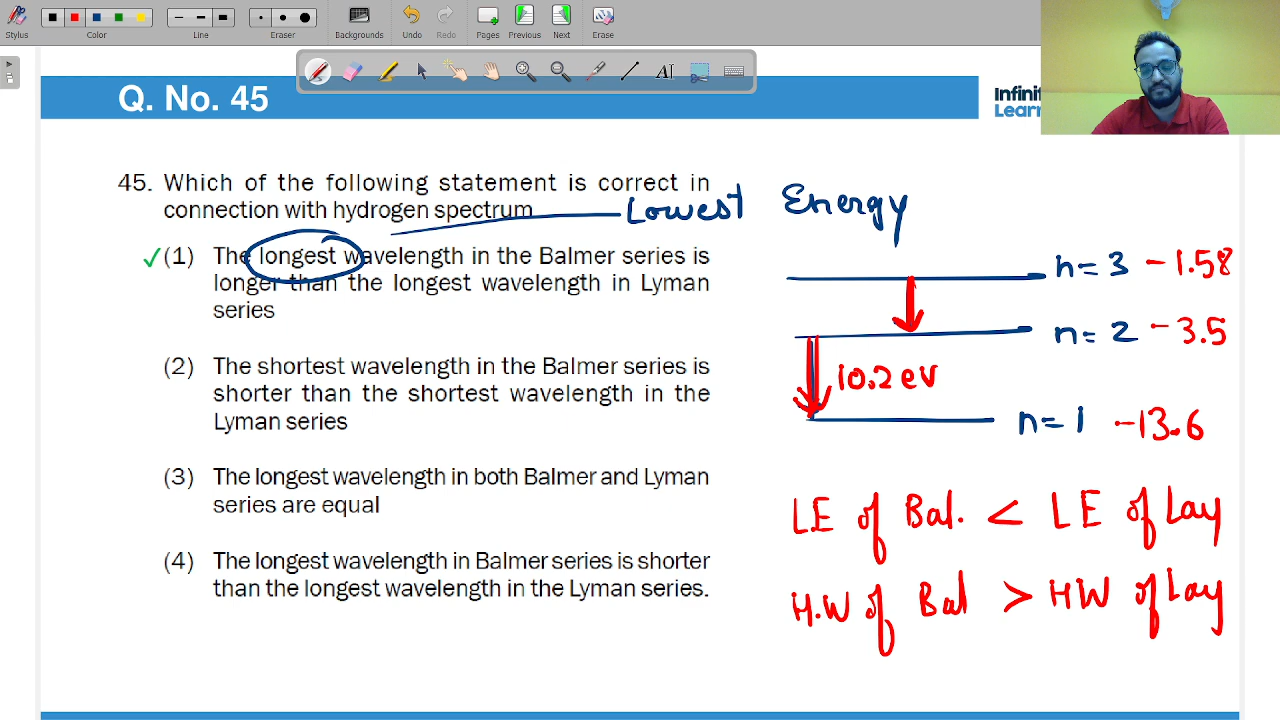 Stylus
Color
Line
Eraser
Backgrounds
Undo
Redo
Pages
Previous
Next
Erase
Q. No. 45
Infinit
Learn
45. Which of the following statement is correct in
connection with hydrogen spectrum
Lowest Energy
✓(1) The longest wavelength in the Balmer series is
longer than the longest wavelength in Lyman
series
(2) The shortest wavelength in the Balmer series is
shorter than the shortest wavelength in the
Lyman series
(3) The longest wavelength in both Balmer and Lyman
series are equal
(4) The longest wavelength in Balmer series is shorter
than the longest wavelength in the Lyman series.
n=3 -1.58
n=2 -3.5
10.2 eV
n=1 -13.6
LE of Bal. < LE of Lay
H.W of Bal > HW of Lay